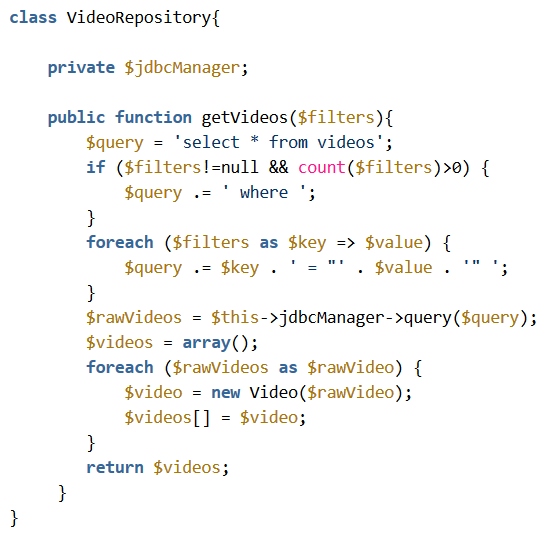 class VideoRepository{
private $jdbcManager;
public function getVideos($filters){
$query = 'select * from videos';
if ($filters!=null && count($filters)>0) {
$query .= ' where ';
}
foreach ($filters as $key => $value) {
$query .= $key . ' = "' . $value . '" ';
}
$rawVideos = $this->jdbcManager->query($query);
$videos = array();
foreach ($rawVideos as $rawVideo) {
$video = new Video($rawVideo);
$videos[] = $video;
}
return $videos;
}
}